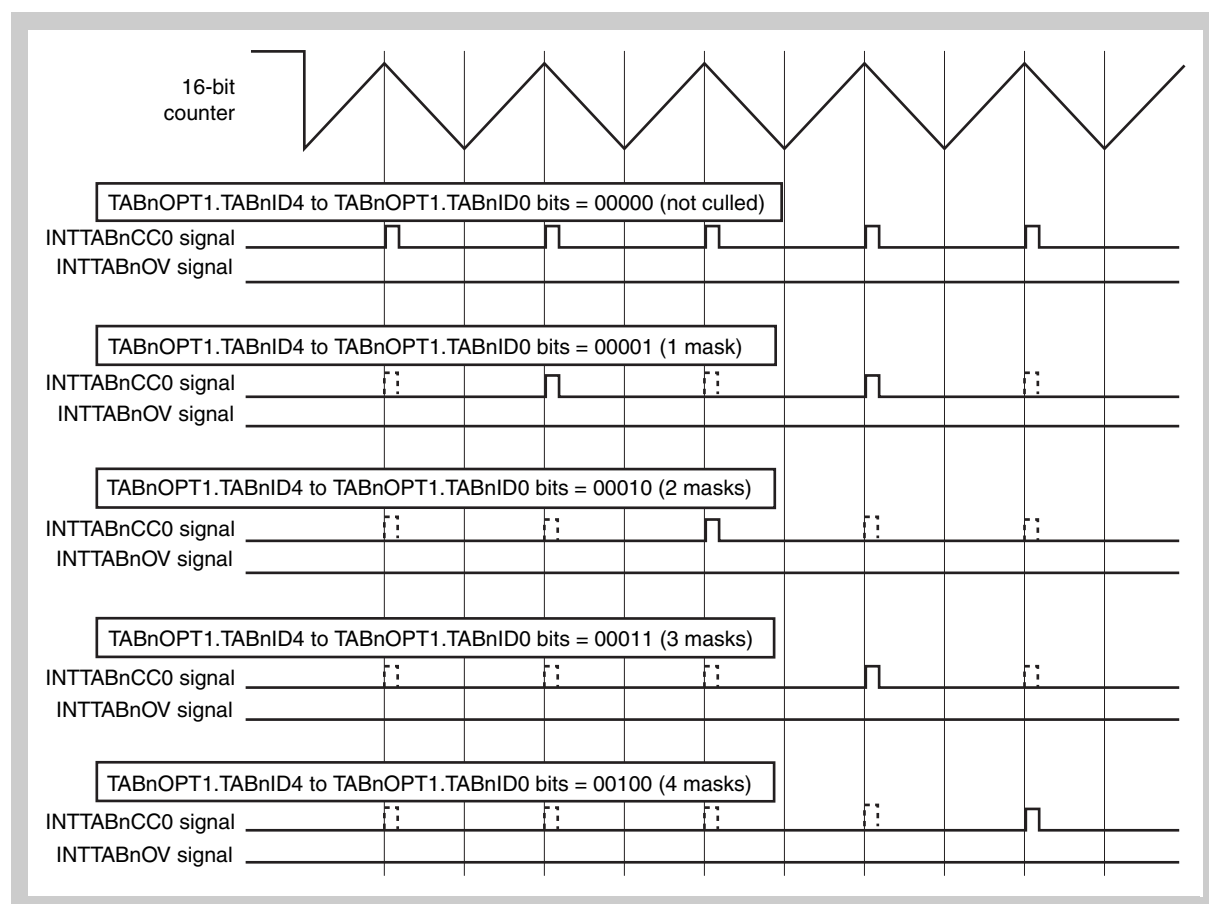 16-bit
counter
TABnOPT1.TABnID4 to TABnOPT1.TABnID0 bits = 00000 (not culled)
INTTABnCC0 signal
INTTABnOV signal
TABnOPT1.TABnID4 to TABnOPT1.TABnID0 bits = 00001 (1 mask)
INTTABnCC0 signal
INTTABnOV signal
TABnOPT1.TABnID4 to TABnOPT1.TABnID0 bits = 00010 (2 masks)
INTTABnCC0 signal
INTTABnOV signal
TABnOPT1.TABnID4 to TABnOPT1.TABnID0 bits = 00011 (3 masks)
INTTABnCC0 signal
INTTABnOV signal
TABnOPT1.TABnID4 to TABnOPT1.TABnID0 bits = 00100 (4 masks)
INTTABnCC0 signal
INTTABnOV signal